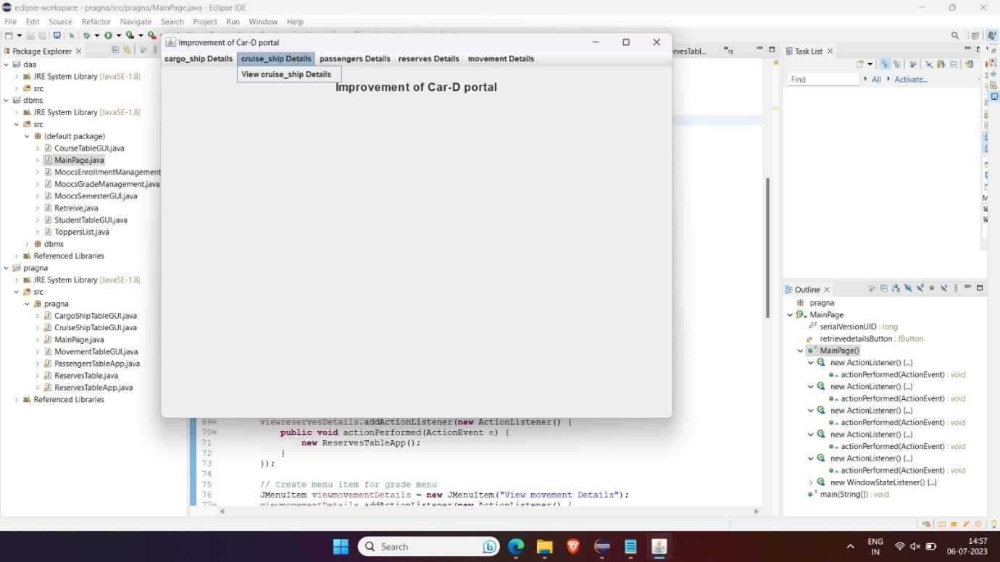 eclipse-workspace - pragna/src/pragna/MainPage.java - Eclipse IDE
File Edit Source Refactor Navigate Search Project Run Window Help
Package Explorer
daa
JRE System Library [JavaSE-1.8]
src
dbms
JRE System Library [JavaSE-1.8]
src
(default package)
CourseTableGUI.java
MainPage.java
MoocsEnrollmentManagement
MoocsGradeManagement.java
MoocsSemesterGUI.java
Retreive.java
StudentTableGUI.java
ToppersList.java
dbms
Referenced Libraries
pragna
JRE System Library [JavaSE-1.8]
src
pragna
CargoShipTableGUI.java
CruiseShipTableGUI.java
MainPage.java
MovementTableGUI.java
PassengersTableApp.java
ReservesTable.java
ReservesTableApp.java
Referenced Libraries
Improvement of Car-D portal
cargo_ship Details cruise_ship Details passengers Details reserves Details movement Details
View cruise_ship Details
Improvement of Car-D portal
ervesTabl... »13
69 viewreservesDetails.addActionListener(new ActionListener() {
70 public void actionPerformed(ActionEvent e) {
71 new ReservesTableApp();
72 }
73 });
74
75 // Create menu item for grade menu
76 JMenuItem viewmovementDetails = new JMenuItem("View movement Details");
77 viewmovementDetails.addActionListener(new ActionListener() {
Task List
Find All Activate...
Outline
pragna
MainPage
serialVersionUID : long
retrievedetailsButton : JButton
MainPage()
new ActionListener() {...}
actionPerformed(ActionEvent) : void
new ActionListener() {...}
actionPerformed(ActionEvent) : void
new ActionListener() {...}
actionPerformed(ActionEvent) : void
new ActionListener() {...}
actionPerformed(ActionEvent) : void
new ActionListener() {...}
actionPerformed(ActionEvent) : void
new WindowStateListener() {...}
main(String[]) : void
Search
ENG
IN
14:57
06-07-2023